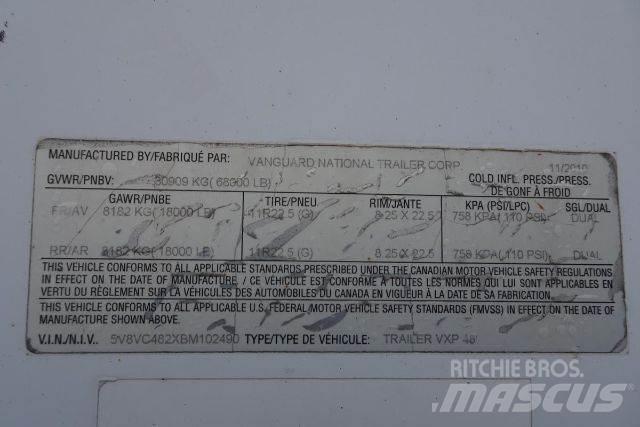 MANUFACTURED BY/FABRIQUÉ PAR: VANGUARD NATIONAL TRAILER CORP 11/2010
GVWR/PNBV: 30909 KG( 68000 LB) COLD INFL. PRESS./PRESS.
DE GONF À FROID
GAWR/PNBE TIRE/PNEU RIM/JANTE KPA (PSI/LPC) SGL/DUAL
FR/AV 8182 KG( 18000 LB) 11R22.5 (G) 8.25 X 22.5 758 KPA( 110 PSI) DUAL
RR/AR 8182 KG( 18000 LB) 11R22.5 (G) 8.25 X 22.5 758 KPA( 110 PSI) DUAL
THIS VEHICLE CONFORMS TO ALL APPLICABLE STANDARDS PRESCRIBED UNDER THE CANADIAN MOTOR VEHICLE SAFETY REGULATIONS
IN EFFECT ON THE DATE OF MANUFACTURE. / CE VÉHICULE EST CONFORME À TOUTES LES NORMES QUI LUI SONT APPLICABLES EN
VERTU DU RÈGLEMENT SUR LA SÉCURITÉ DES VÉHICULES AUTOMOBILES DU CANADA EN VIGUEUR À LA DATE DE SA FABRICATION.
THIS VEHICLE CONFORMS TO ALL APPLICABLE U.S. FEDERAL MOTOR VEHICLE SAFETY STANDARDS (FMVSS) IN EFFECT ON THE DATE OF
MANUFACTURE SHOWN ABOVE.
V.I.N./N.I.V. 5V8VC482XBM102490 TYPE/TYPE DE VÉHICULE: TRAILER VXP 48'
RITCHIE BROS.
MASCUS